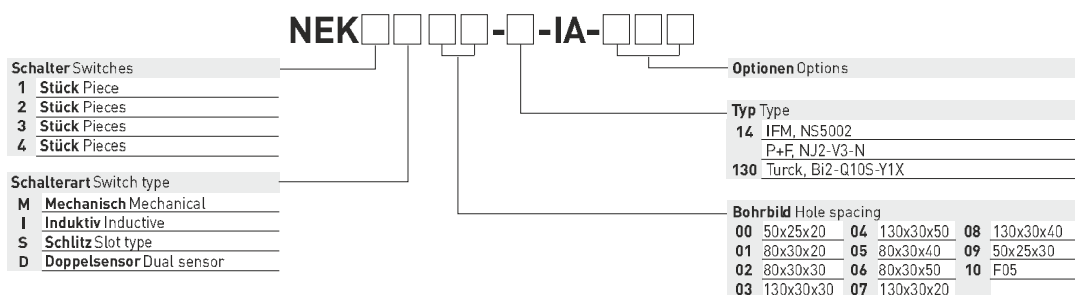 NEK□□ □□-□-IA-□□□
Schalter Switches
1 Stück Piece
2 Stück Pieces
3 Stück Pieces
4 Stück Pieces
Schalterart Switch type
M Mechanisch Mechanical
I Induktiv Inductive
S Schlitz Slot type
D Doppelsensor Dual sensor
Optionen Options
Typ Type
14 IFM, NS5002
P+F, NJ2-V3-N
130 Turck, Bi2-Q10S-Y1X
Bohrbild Hole spacing
00 50x25x20 04 130x30x50 08 130x30x40
01 80x30x20 05 80x30x40 09 50x25x30
02 80x30x30 06 80x30x50 10 F05
03 130x30x30 07 130x30x20